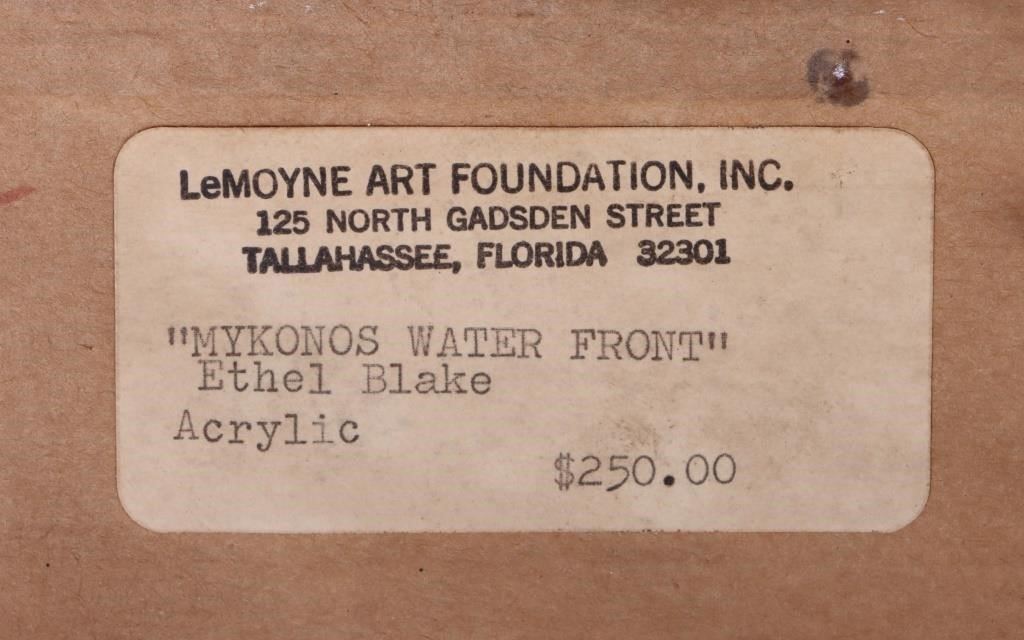 LeMOYNE ART FOUNDATION, INC.
125 NORTH GADSDEN STREET
TALLAHASSEE, FLORIDA 32301
"MYKONOS WATER FRONT"
Ethel Blake
Acrylic
$250.00